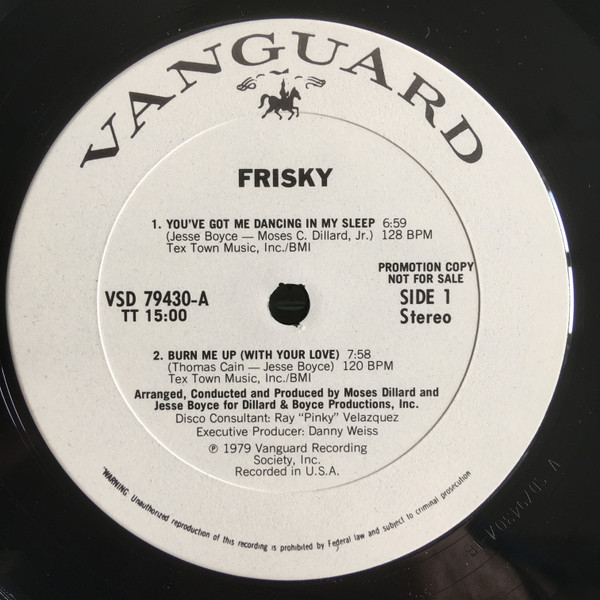 VANGUARD
FRISKY
1. YOU'VE GOT ME DANCING IN MY SLEEP 6:59
(Jesse Boyce — Moses C. Dillard, Jr.) 128 BPM
Tex Town Music, Inc./BMI
PROMOTION COPY
NOT FOR SALE
VSD 79430-A
TT 15:00
SIDE 1
Stereo
2. BURN ME UP (WITH YOUR LOVE) 7:58
(Thomas Cain — Jesse Boyce) 120 BPM
Tex Town Music, Inc./BMI
Arranged, Conducted and Produced by Moses Dillard and
Jesse Boyce for Dillard & Boyce Productions, Inc.
Disco Consultant: Ray "Pinky" Velazquez
Executive Producer: Danny Weiss
℗ 1979 Vanguard Recording
Society, Inc.
Recorded in U.S.A.
"WARNING Unauthorized reproduction of this recording is prohibited by Federal law and subject to criminal prosecution